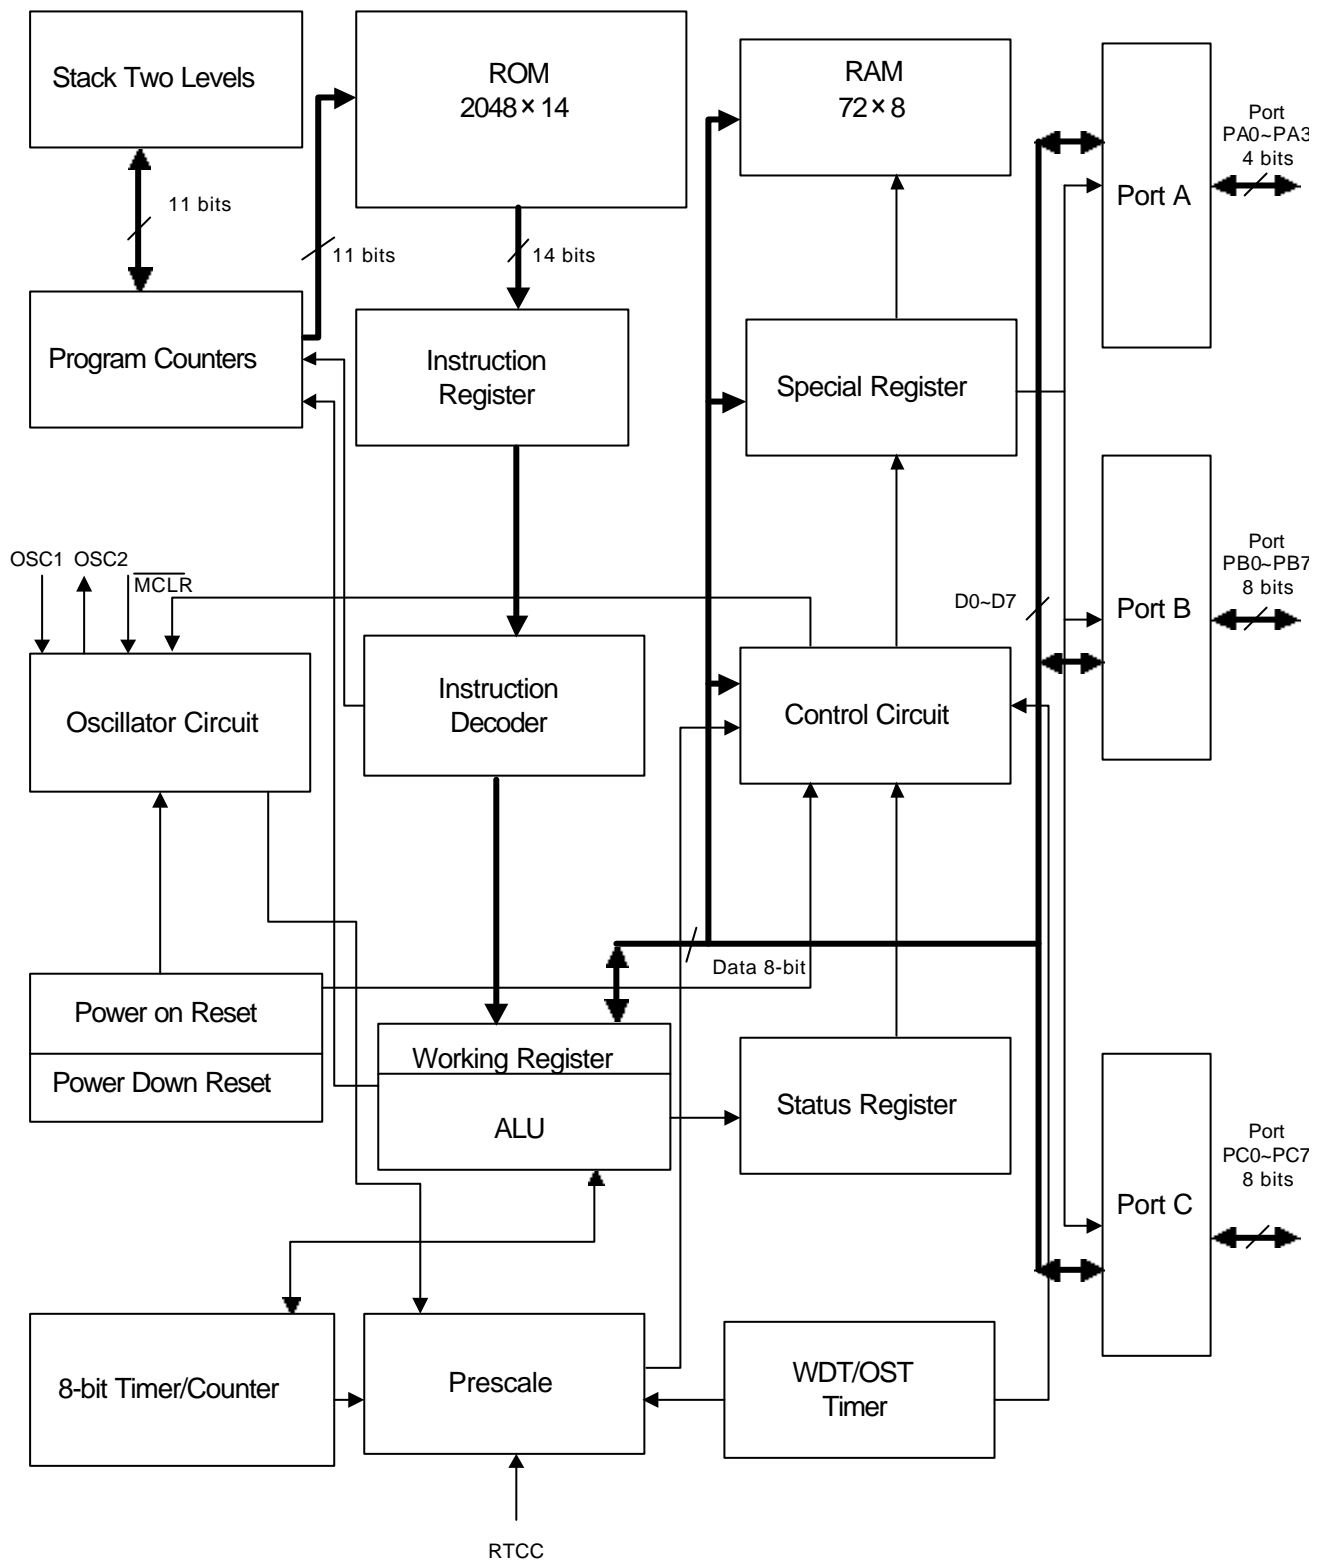 Stack Two Levels
ROM
2048×14
RAM
72×8
Port
PA0~PA3
4 bits
Port A
11 bits
11 bits
14 bits
Program Counters
Instruction
Register
Special Register
OSC1 OSC2
MCLR
D0~D7
Port B
Port
PB0~PB7
8 bits
Oscillator Circuit
Instruction
Decoder
Control Circuit
Data 8-bit
Power on Reset
Power Down Reset
Working Register
ALU
Status Register
Port C
Port
PC0~PC7
8 bits
8-bit Timer/Counter
Prescale
WDT/OST
Timer
RTCC